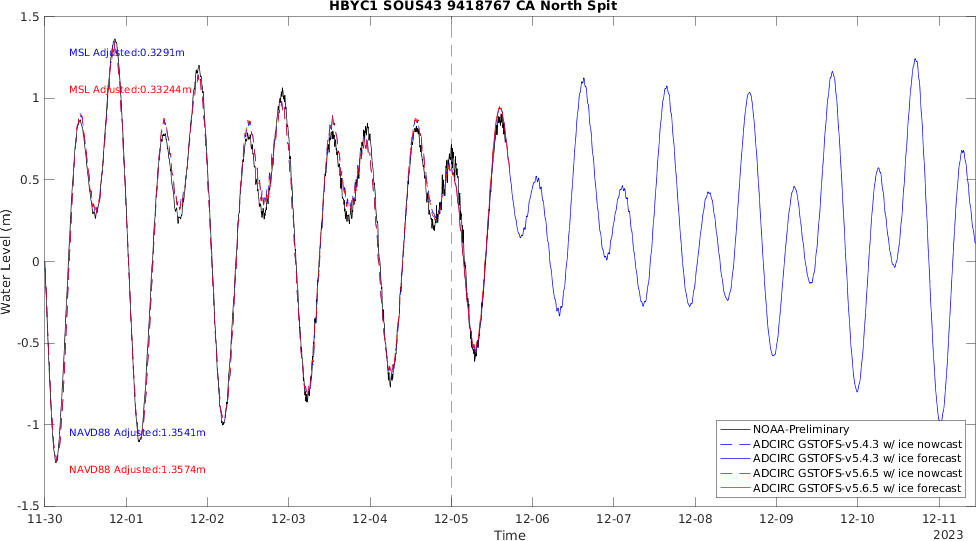 HBYC1 SOUS43 9418767 CA North Spit
1.5
1
0.5
0
-0.5
-1
-1.5
Water Level (m)
MSL Adjusted:0.3291m
MSL Adjusted:0.33244m
NAVD88 Adjusted:1.3541m
NAVD88 Adjusted:1.3574m
NOAA-Preliminary
ADCIRC GSTOFS-v5.4.3 w/ ice nowcast
ADCIRC GSTOFS-v5.4.3 w/ ice forecast
ADCIRC GSTOFS-v5.6.5 w/ ice nowcast
ADCIRC GSTOFS-v5.6.5 w/ ice forecast
11-30 12-01 12-02 12-03 12-04 12-05 12-06 12-07 12-08 12-09 12-10 12-11
Time
2023